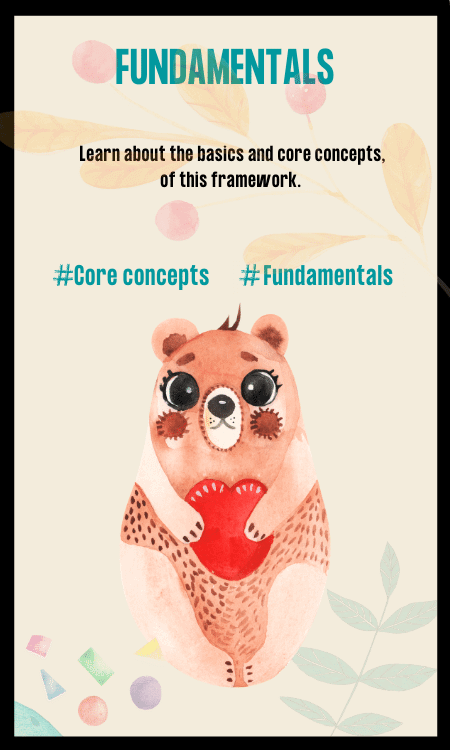 FUNDAMENTALS
Learn about the basics and core concepts,
of this framework.
#Core concepts #Fundamentals